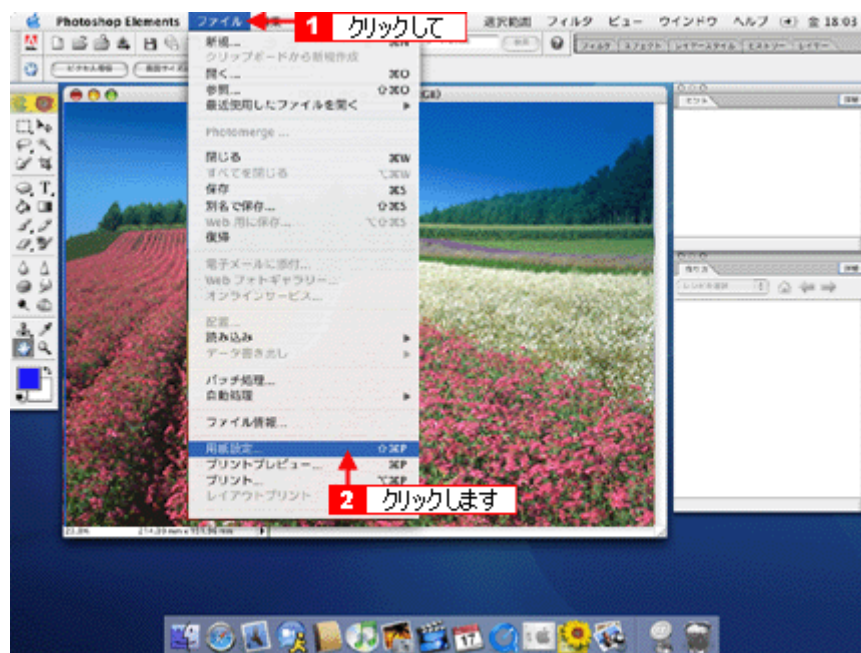 Photoshop Elements ファイル 選択範囲 フィルタ ビュー ウインドウ ヘルプ 金 18:03
1 クリックして
新規... ⌘N
クリップボードから新規作成
開く... ⌘O
参照... ⇧⌘O
最近使用したファイルを開く
Photomerge ...
閉じる ⌘W
すべてを閉じる ⌥⌘W
保存 ⌘S
別名で保存... ⇧⌘S
Web 用に保存... ⌥⇧⌘S
復帰
電子メールに添付...
Web フォトギャラリー...
オンラインサービス...
配置...
読み込み
データ書き出し
バッチ処理...
自動処理
ファイル情報...
用紙設定... ⇧⌘P
プリントプレビュー... ⌘P
プリント... ⌥⌘P
レイアウトプリント
2 クリックします
ヒント
作り方
17